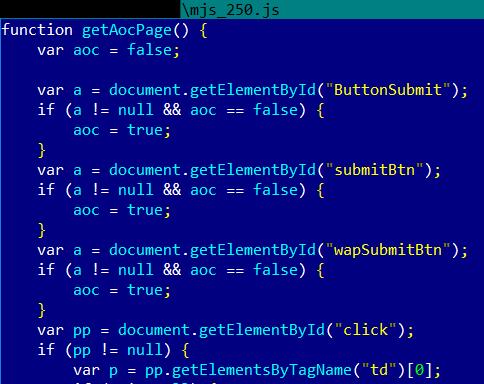 \mjs_250.js
function getAocPage() {
    var aoc = false;

    var a = document.getElementById("ButtonSubmit");
    if (a != null && aoc == false) {
        aoc = true;
    }
    var a = document.getElementById("submitBtn");
    if (a != null && aoc == false) {
        aoc = true;
    }
    var a = document.getElementById("wapSubmitBtn");
    if (a != null && aoc == false) {
        aoc = true;
    }
    var pp = document.getElementById("click");
    if (pp != null) {
        var p = pp.getElementsByTagName("td")[0];